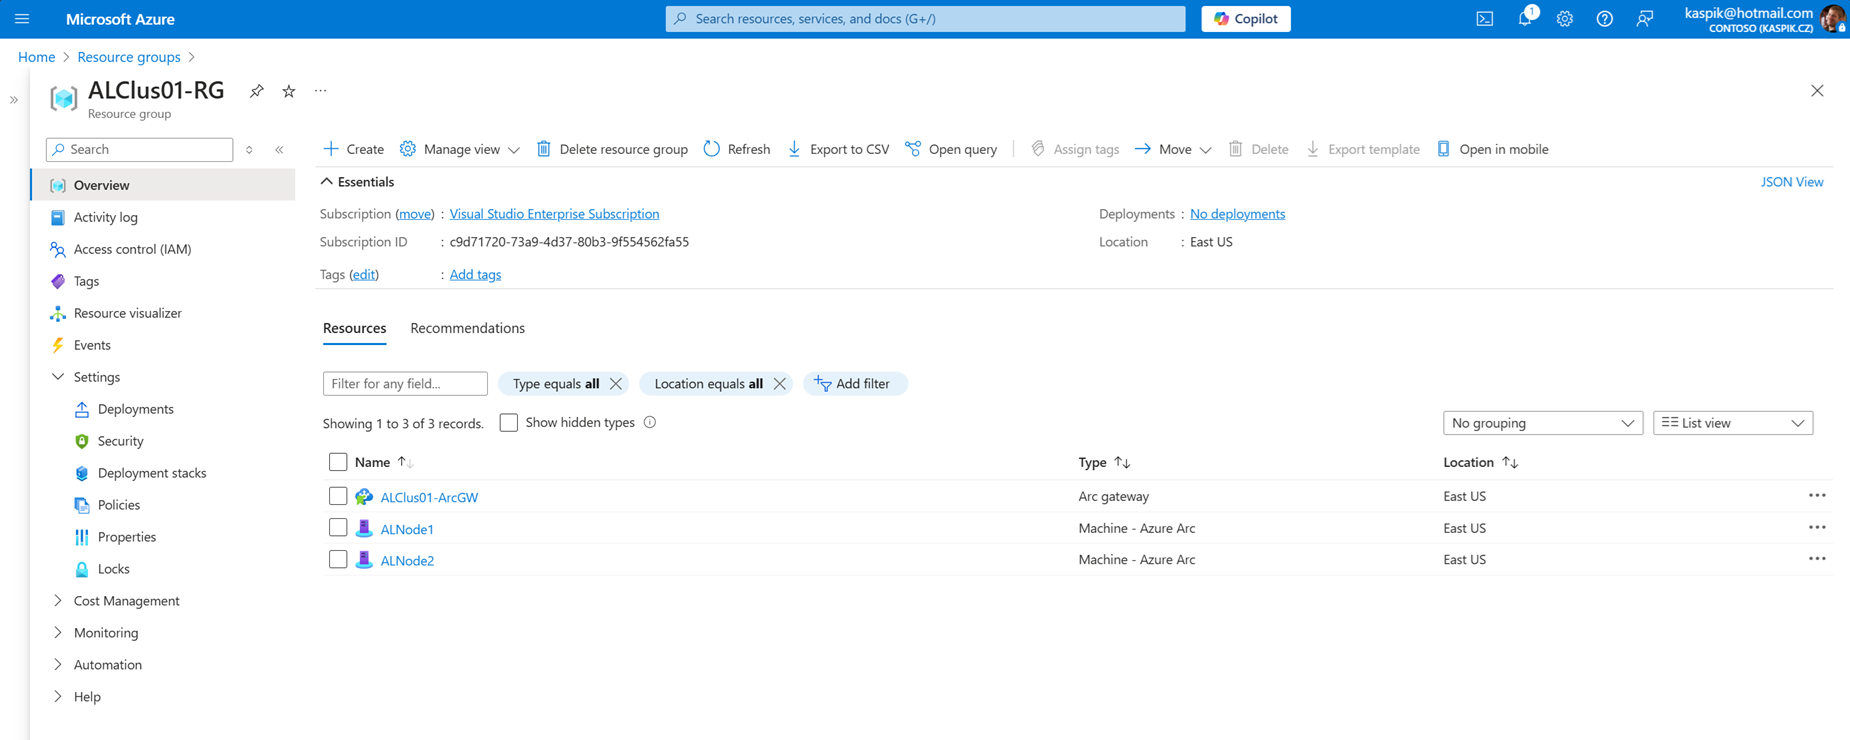 Microsoft Azure
Search resources, services, and docs (G+/)
Copilot
1
kaspik@hotmail.com
CONTOSO (KASPIK.CZ)
Home > Resource groups >
ALClus01-RG
Resource group
Search
Create
Manage view
Delete resource group
Refresh
Export to CSV
Open query
Assign tags
Move
Delete
Export template
Open in mobile
Overview
Activity log
Access control (IAM)
Tags
Resource visualizer
Events
Settings
Deployments
Security
Deployment stacks
Policies
Properties
Locks
Cost Management
Monitoring
Automation
Help
Essentials
JSON View
Subscription (move) : Visual Studio Enterprise Subscription
Subscription ID : c9d71720-73a9-4d37-80b3-9f554562fa55
Tags (edit) : Add tags
Deployments : No deployments
Location : East US
Resources
Recommendations
Filter for any field...
Type equals all
Location equals all
Add filter
Showing 1 to 3 of 3 records.
Show hidden types
No grouping
List view
Name Type Location
ALClus01-ArcGW Arc gateway East US
ALNode1 Machine - Azure Arc East US
ALNode2 Machine - Azure Arc East US